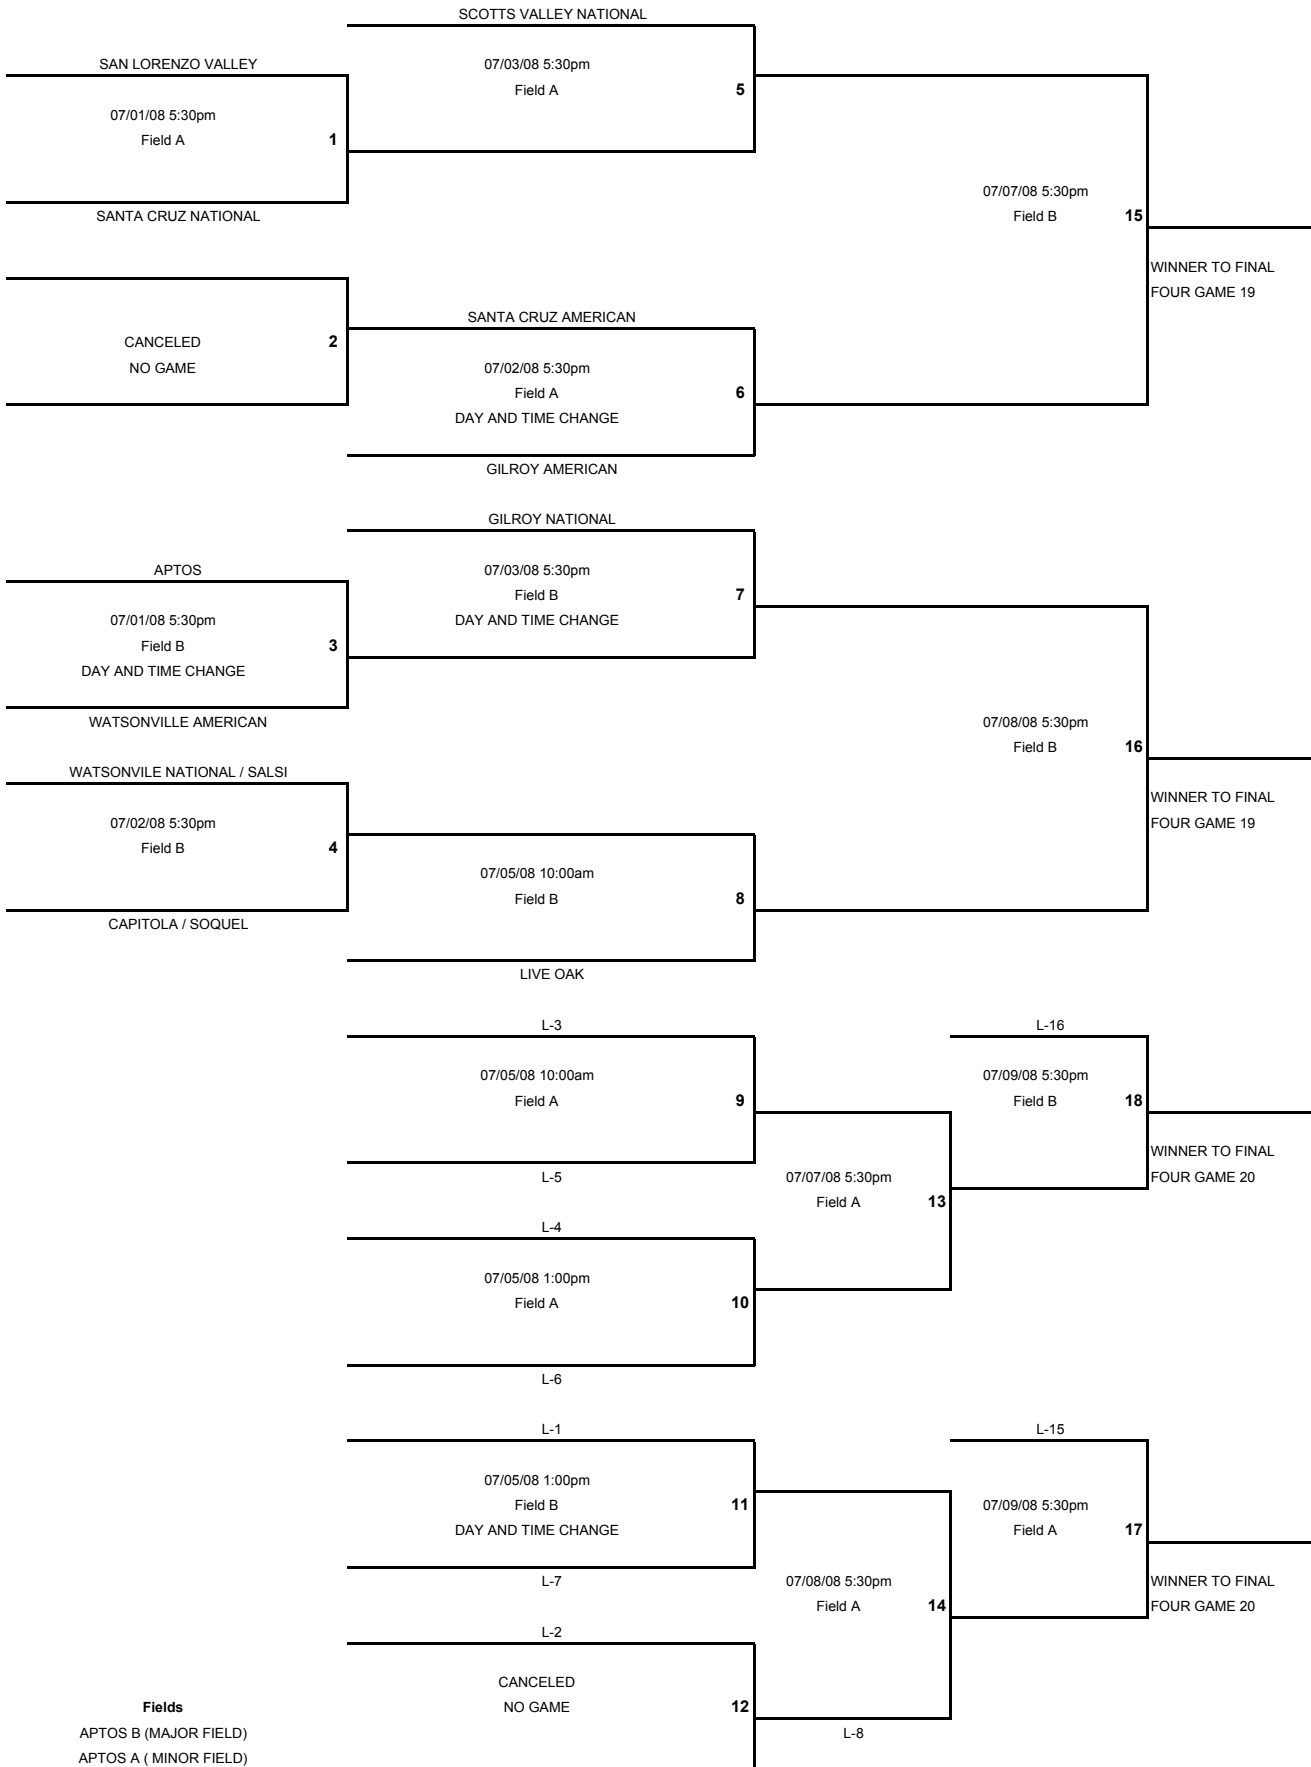 SCOTTS VALLEY NATIONAL
SAN LORENZO VALLEY
07/03/08 5:30pm
Field A
5
07/01/08 5:30pm
Field A
1
SANTA CRUZ NATIONAL
07/07/08 5:30pm
Field B
15
WINNER TO FINAL
FOUR GAME 19
CANCELED
NO GAME
2
SANTA CRUZ AMERICAN
07/02/08 5:30pm
Field A
6
DAY AND TIME CHANGE
GILROY AMERICAN
GILROY NATIONAL
APTOS
07/03/08 5:30pm
Field B
7
DAY AND TIME CHANGE
07/01/08 5:30pm
Field B
3
DAY AND TIME CHANGE
WATSONVILLE AMERICAN
07/08/08 5:30pm
Field B
16
WINNER TO FINAL
FOUR GAME 19
WATSONVILE NATIONAL / SALSI
07/02/08 5:30pm
Field B
4
CAPITOLA / SOQUEL
07/05/08 10:00am
Field B
8
LIVE OAK
L-3
07/05/08 10:00am
Field A
9
L-5
L-16
07/09/08 5:30pm
Field B
18
WINNER TO FINAL
FOUR GAME 20
07/07/08 5:30pm
Field A
13
L-4
07/05/08 1:00pm
Field A
10
L-6
L-1
07/05/08 1:00pm
Field B
11
DAY AND TIME CHANGE
L-7
L-15
07/09/08 5:30pm
Field A
17
WINNER TO FINAL
FOUR GAME 20
07/08/08 5:30pm
Field A
14
L-2
CANCELED
NO GAME
12
L-8
Fields
APTOS B (MAJOR FIELD)
APTOS A ( MINOR FIELD)